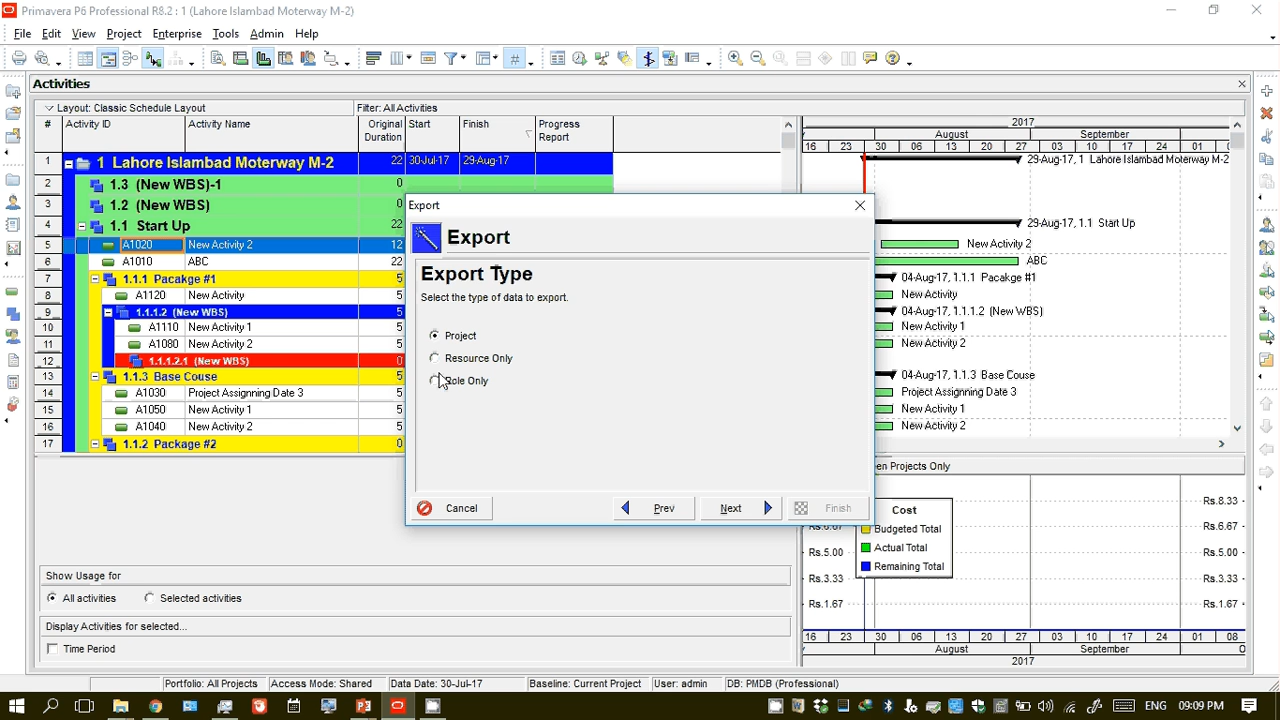 Primavera P6 Professional R8.2 : 1 (Lahore Islambad Moterway M-2)
File Edit View Project Enterprise Tools Admin Help
Activities
Layout: Classic Schedule Layout
Filter: All Activities
# Activity ID Activity Name Original Duration Start Finish Progress Report
2017
August September
16 23 30 06 13 20 27 03 10 17 24 01 0
1 1 Lahore Islambad Moterway M-2 22 30-Jul-17 29-Aug-17
29-Aug-17, 1 Lahore Islambad Moterway M-2
2 1.3 (New WBS)-1 0
3 1.2 (New WBS) 0
4 1.1 Start Up 22
29-Aug-17, 1.1 Start Up
5 A1020 New Activity 2 12
New Activity 2
6 A1010 ABC 22
ABC
7 1.1.1 Pacakge #1 5
04-Aug-17, 1.1.1 Pacakge #1
8 A1120 New Activity 5
New Activity
9 1.1.1.2 (New WBS) 5
04-Aug-17, 1.1.1.2 (New WBS)
10 A1110 New Activity 1 5
New Activity 1
11 A1080 New Activity 2 5
New Activity 2
12 1.1.1.2.1 (New WBS) 0
13 1.1.3 Base Couse 5
04-Aug-17, 1.1.3 Base Couse
14 A1030 Project Assignning Date 3 5
Project Assignning Date 3
15 A1050 New Activity 1 5
New Activity 1
16 A1040 New Activity 2 5
New Activity 2
17 1.1.2 Package #2 0
Export
Export
Export Type
Select the type of data to export.
Project
Resource Only
Role Only
Cancel Prev Next Finish
en Projects Only
Cost
Budgeted Total
Actual Total
Remaining Total
Rs.6.67
Rs.5.00
Rs.3.33
Rs.1.67
Rs.8.33
Rs.6.67
Rs.5.00
Rs.3.33
Rs.1.67
Show Usage for
All activities Selected activities
Display Activities for selected...
Time Period
16 23 30 06 13 20 27 03 10 17 24 01 08
August September O
2017
Portfolio: All Projects Access Mode: Shared Data Date: 30-Jul-17 Baseline: Current Project User: admin DB: PMDB (Professional)
ENG 09:09 PM